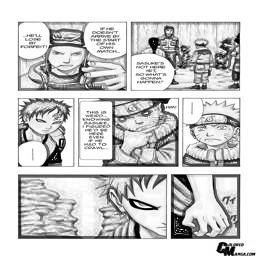 IF HE
DOESN'T
ARRIVE
BY THE
START OF
HIS OWN
MATCH...
...HE'LL
LOSE
BY
FORFEIT!
SASUKE'S
NOT HERE.
SO WHAT'S
GONNA
HAPPEN?
THIS IS
WEIRD...
KNOWING
SASUKE,
I FIGURED
HE'D BE
HERE
EVEN
IF HE
HAD TO
CRAWL...
COLORED
MANGA.COM